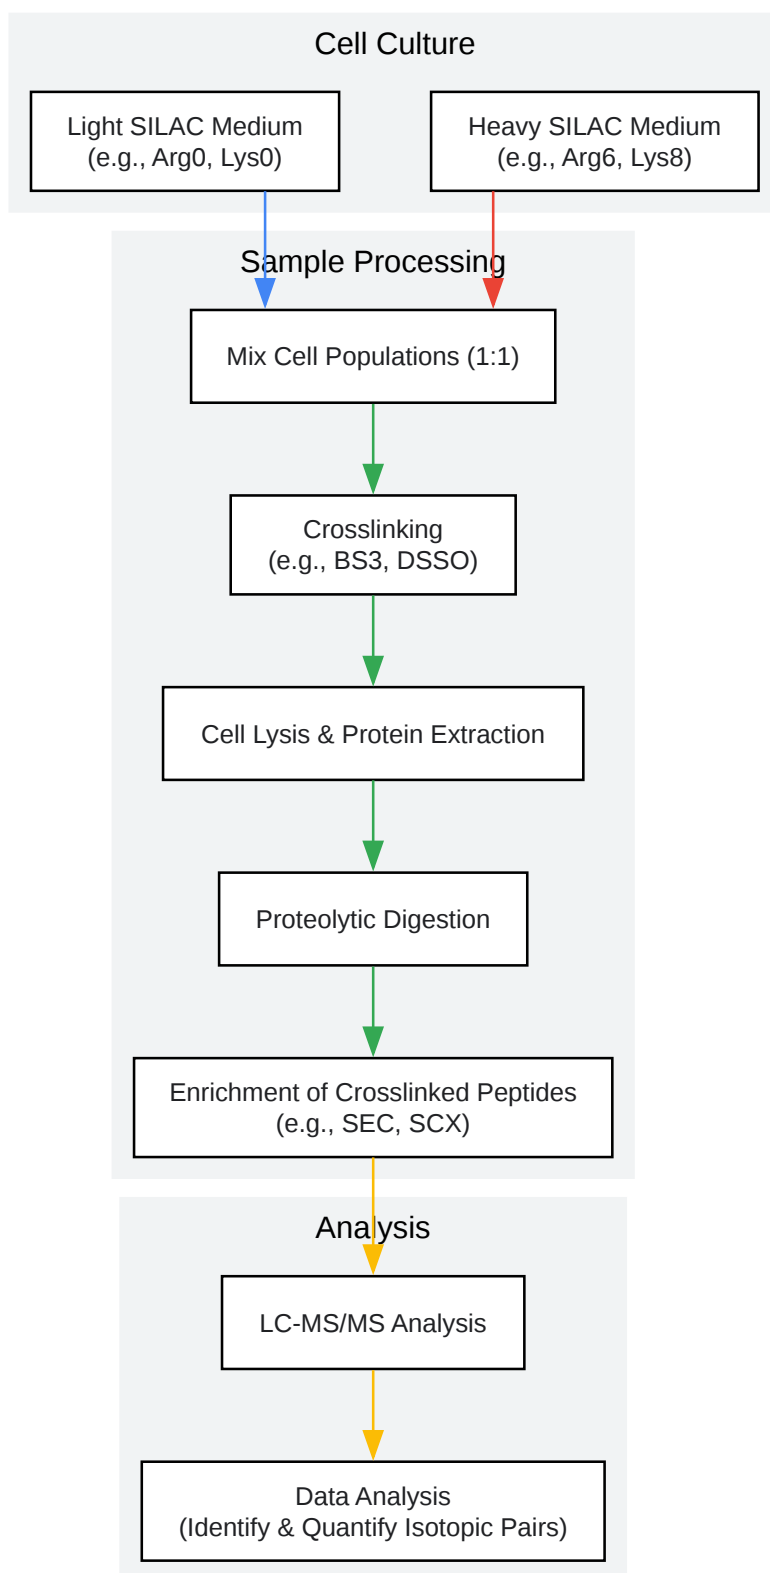 Cell Culture
Light SILAC Medium
(e.g., Arg0, Lys0)
Heavy SILAC Medium
(e.g., Arg6, Lys8)
Sample Processing
Mix Cell Populations (1:1)
Crosslinking
(e.g., BS3, DSSO)
Cell Lysis & Protein Extraction
Proteolytic Digestion
Enrichment of Crosslinked Peptides
(e.g., SEC, SCX)
Analysis
LC-MS/MS Analysis
Data Analysis
(Identify & Quantify Isotopic Pairs)